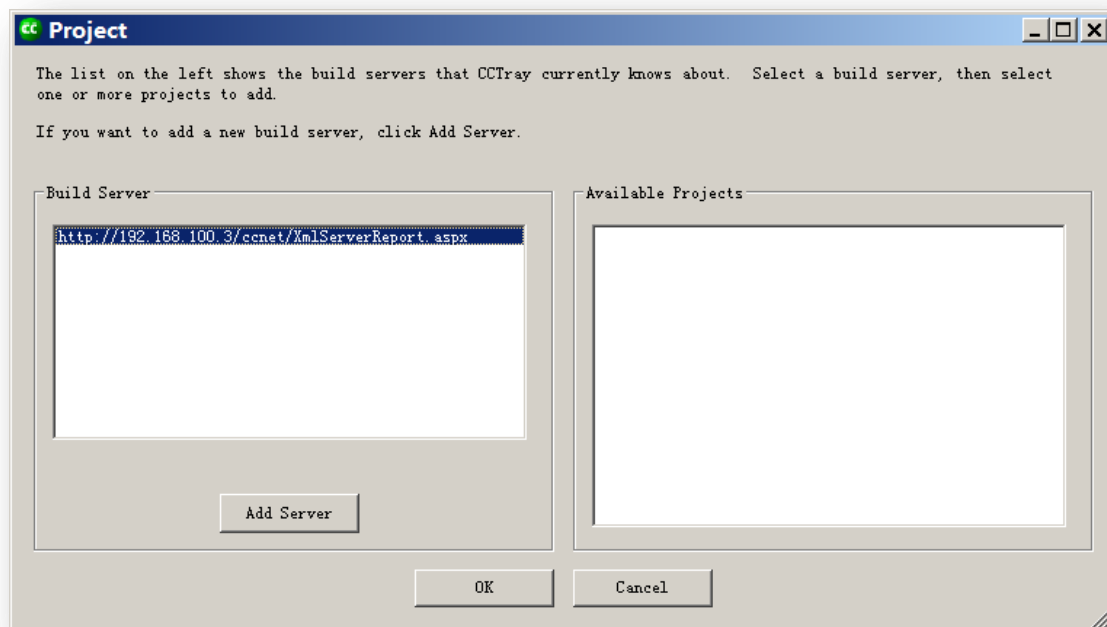 CC Project
The list on the left shows the build servers that CCTray currently knows about.  Select a build server, then select
one or more projects to add.
If you want to add a new build server, click Add Server.
Build Server
Available Projects
http://192.168.100.3/ccnet/XmlServerReport.aspx
Add Server
OK
Cancel